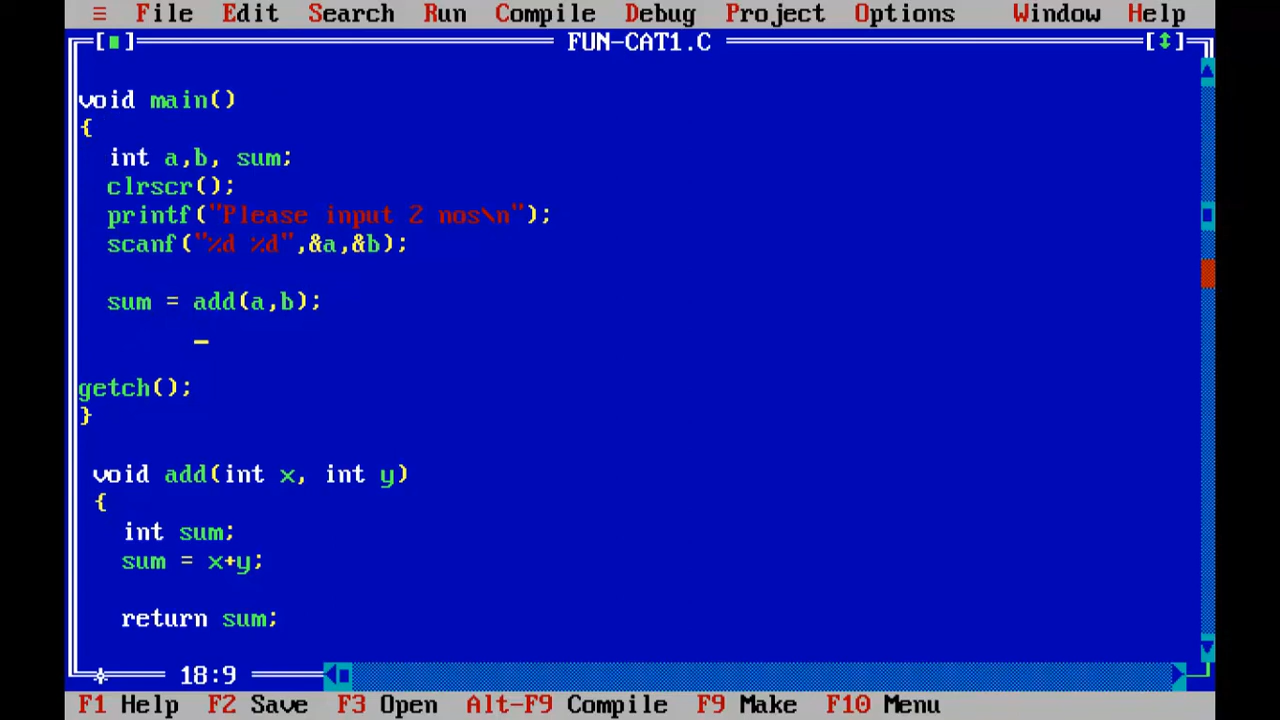 ≡ File Edit Search Run Compile Debug Project Options Window Help
[■] FUN-CAT1.C [↕]
void main()
{
int a,b, sum;
clrscr();
printf("Please input 2 nos\n");
scanf("%d %d",&a,&b);
sum = add(a,b);
_
getch();
}
void add(int x, int y)
{
int sum;
sum = x+y;
return sum;
18:9
F1 Help F2 Save F3 Open Alt-F9 Compile F9 Make F10 Menu